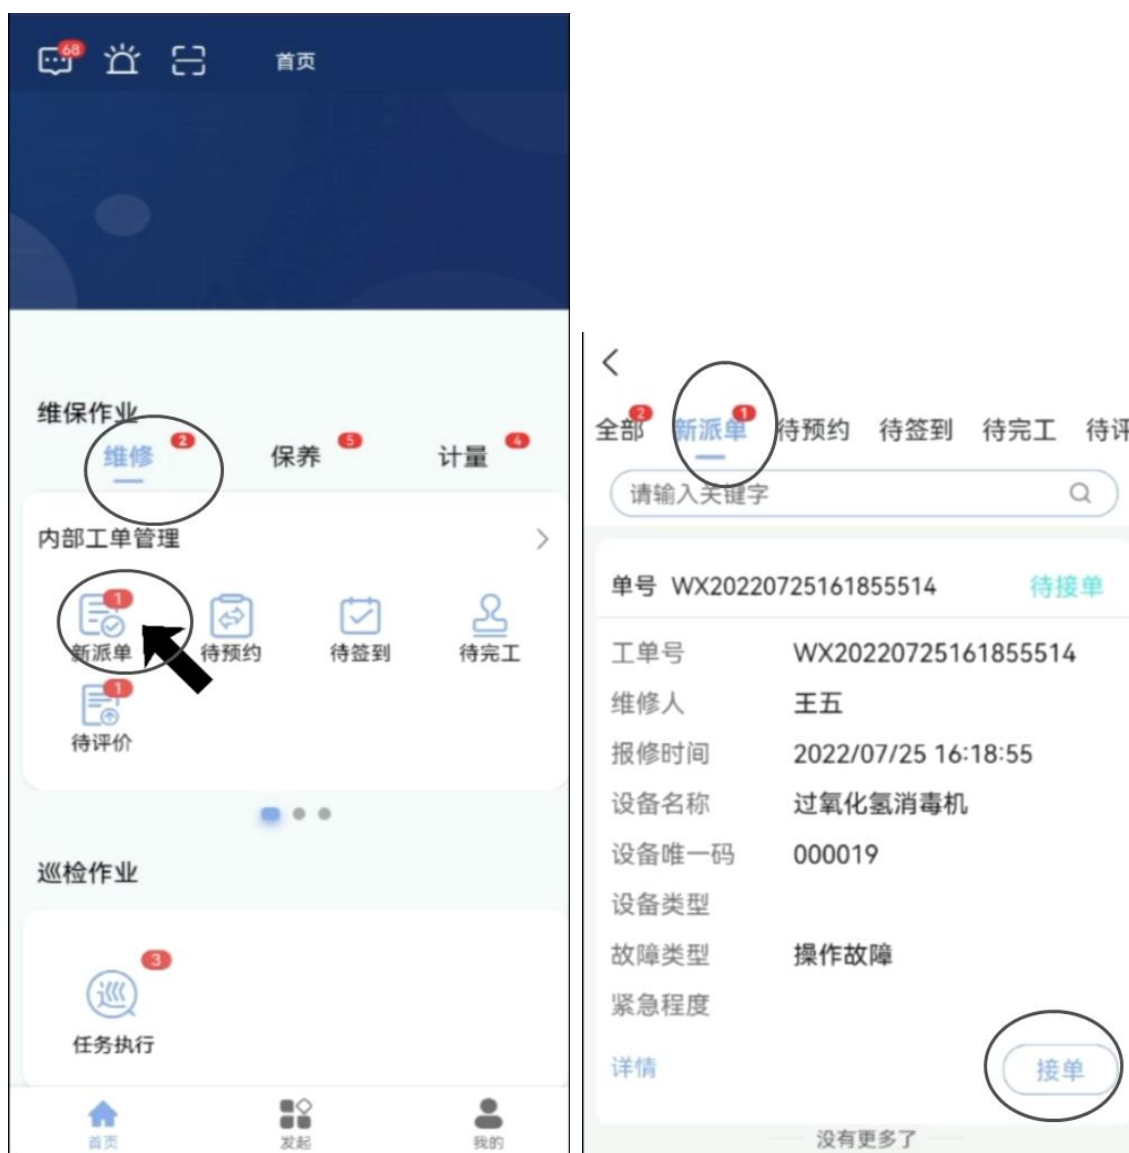 68
首页
维保作业
维修 2 保养 5 计量 4
内部工单管理
1
新派单 待预约 待签到 待完工
1
待评价
巡检作业
3
巡
任务执行
首页 发起 我的
全部 2 新派单 1 待预约 待签到 待完工 待评
请输入关键字
单号 WX20220725161855514 待接单
工单号 WX20220725161855514
维修人 王五
报修时间 2022/07/25 16:18:55
设备名称 过氧化氢消毒机
设备唯一码 000019
设备类型
故障类型 操作故障
紧急程度
详情 接单
没有更多了